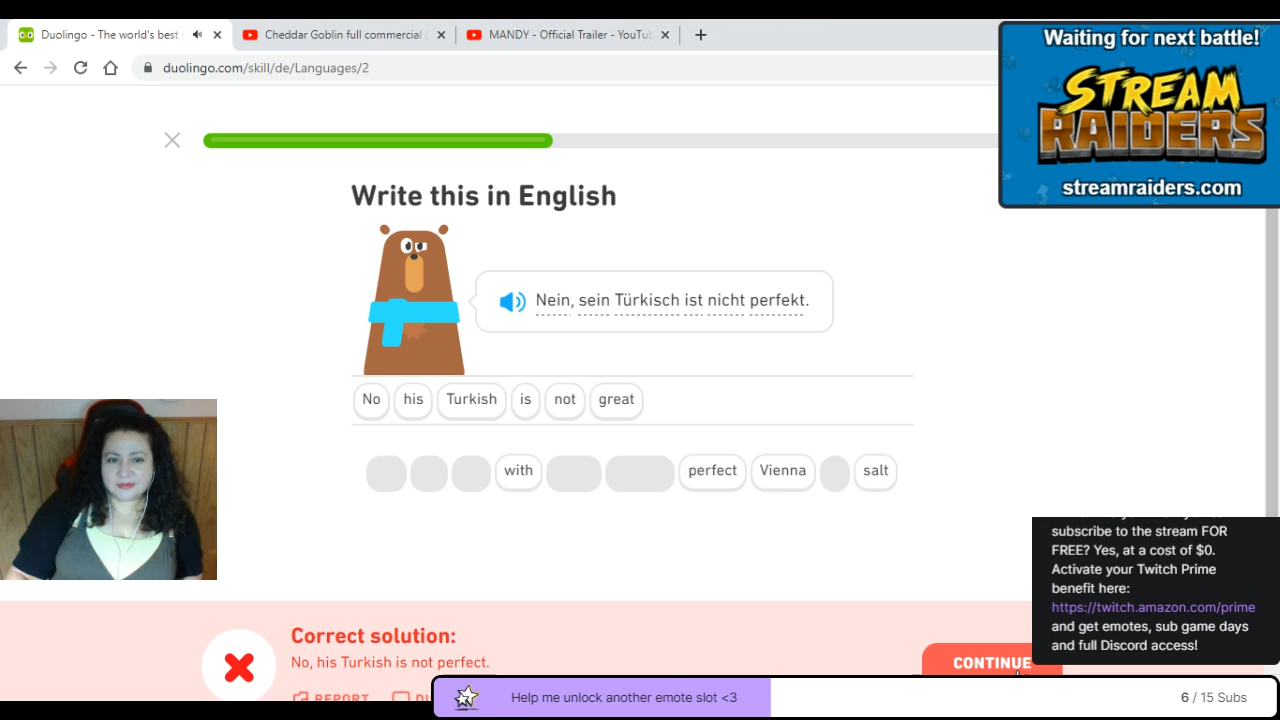 Duolingo - The world's best
Cheddar Goblin full commercial
MANDY - Official Trailer - YouTu
duolingo.com/skill/de/Languages/2
Waiting for next battle!
STREAM
RAIDERS
streamraiders.com
Write this in English
Nein, sein Türkisch ist nicht perfekt.
No his Turkish is not great
with perfect Vienna salt
subscribe to the stream FOR
FREE? Yes, at a cost of $0.
Activate your Twitch Prime
benefit here:
https://twitch.amazon.com/prime
and get emotes, sub game days
and full Discord access!
Correct solution:
No, his Turkish is not perfect.
CONTINUE
REPORT
Help me unlock another emote slot <3
6 / 15 Subs